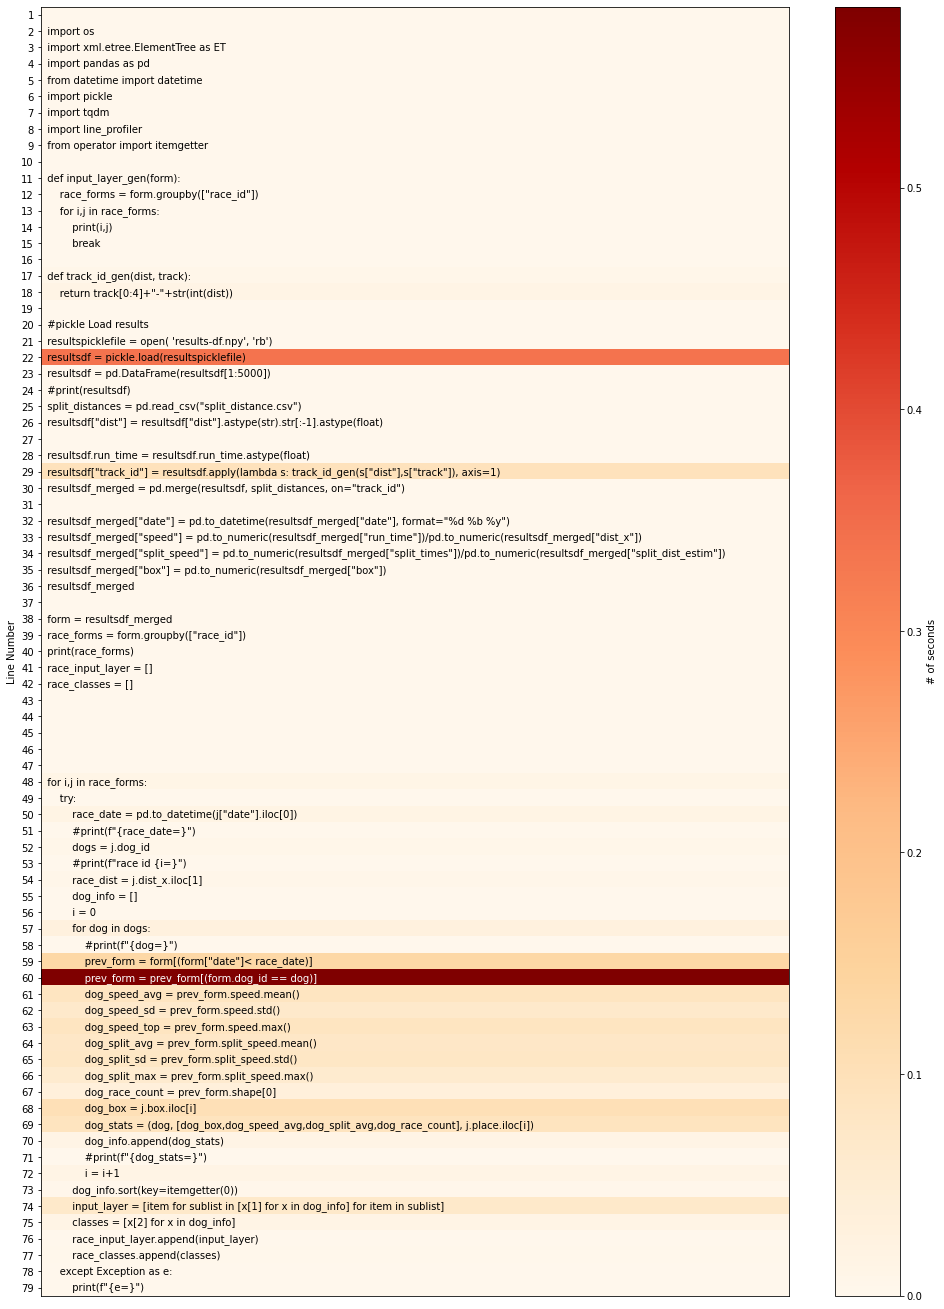 1
2 import os
3 import xml.etree.ElementTree as ET
4 import pandas as pd
5 from datetime import datetime
6 import pickle
7 import tqdm
8 import line_profiler
9 from operator import itemgetter
10
11 def input_layer_gen(form):
12     race_forms = form.groupby(["race_id"])
13     for i,j in race_forms:
14         print(i,j)
15         break
16
17 def track_id_gen(dist, track):
18     return track[0:4]+"-"+str(int(dist))
19
20 #pickle Load results
21 resultspicklefile = open( 'results-df.npy', 'rb')
22 resultsdf = pickle.load(resultspicklefile)
23 resultsdf = pd.DataFrame(resultsdf[1:5000])
24 #print(resultsdf)
25 split_distances = pd.read_csv("split_distance.csv")
26 resultsdf["dist"] = resultsdf["dist"].astype(str).str[:-1].astype(float)
27
28 resultsdf.run_time = resultsdf.run_time.astype(float)
29 resultsdf["track_id"] = resultsdf.apply(lambda s: track_id_gen(s["dist"],s["track"]), axis=1)
30 resultsdf_merged = pd.merge(resultsdf, split_distances, on="track_id")
31
32 resultsdf_merged["date"] = pd.to_datetime(resultsdf_merged["date"], format="%d %b %y")
33 resultsdf_merged["speed"] = pd.to_numeric(resultsdf_merged["run_time"])/pd.to_numeric(resultsdf_merged["dist_x"])
34 resultsdf_merged["split_speed"] = pd.to_numeric(resultsdf_merged["split_times"])/pd.to_numeric(resultsdf_merged["split_dist_estim"])
35 resultsdf_merged["box"] = pd.to_numeric(resultsdf_merged["box"])
36 resultsdf_merged
37
38 form = resultsdf_merged
39 race_forms = form.groupby(["race_id"])
40 print(race_forms)
41 race_input_layer = []
42 race_classes = []
43
44
45
46
47
48 for i,j in race_forms:
49     try:
50         race_date = pd.to_datetime(j["date"].iloc[0])
51         #print(f"{race_date=}")
52         dogs = j.dog_id
53         #print(f"race id {i=}")
54         race_dist = j.dist_x.iloc[1]
55         dog_info = []
56         i = 0
57         for dog in dogs:
58             #print(f"{dog=}")
59             prev_form = form[(form["date"]< race_date)]
60             prev_form = prev_form[(form.dog_id == dog)]
61             dog_speed_avg = prev_form.speed.mean()
62             dog_speed_sd = prev_form.speed.std()
63             dog_speed_top = prev_form.speed.max()
64             dog_split_avg = prev_form.split_speed.mean()
65             dog_split_sd = prev_form.split_speed.std()
66             dog_split_max = prev_form.split_speed.max()
67             dog_race_count = prev_form.shape[0]
68             dog_box = j.box.iloc[i]
69             dog_stats = (dog, [dog_box,dog_speed_avg,dog_split_avg,dog_race_count], j.place.iloc[i])
70             dog_info.append(dog_stats)
71             #print(f"{dog_stats=}")
72             i = i+1
73         dog_info.sort(key=itemgetter(0))
74         input_layer = [item for sublist in [x[1] for x in dog_info] for item in sublist]
75         classes = [x[2] for x in dog_info]
76         race_input_layer.append(input_layer)
77         race_classes.append(classes)
78     except Exception as e:
79         print(f"{e=}")
Line Number
0.5
0.4
0.3
0.2
0.1
0.0
# of seconds